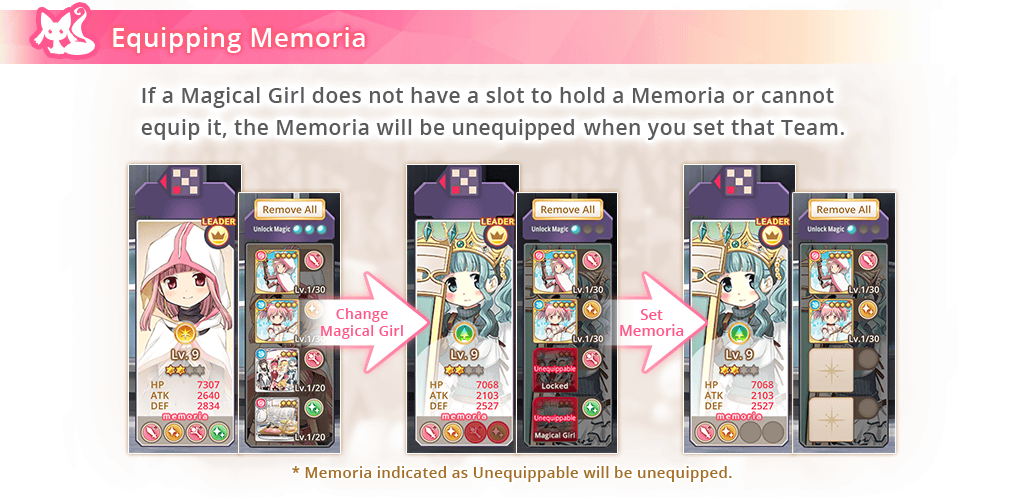 Equipping Memoria
If a Magical Girl does not have a slot to hold a Memoria or cannot
equip it, the Memoria will be unequipped when you set that Team.
LEADER
Lv. 9
HP 7307
ATK 2640
DEF 2834
memoria
Remove All
Unlock Magic
Lv.1/30
Lv.1/30
Lv.1/20
Lv.1/20
Change
Magical Girl
LEADER
Lv. 9
HP 7068
ATK 2103
DEF 2527
memoria
Remove All
Unlock Magic
Lv.1/30
Lv.1/30
Unequippable
Locked
Unequippable
Magical Girl
Set
Memoria
LEADER
Lv. 9
HP 7068
ATK 2103
DEF 2527
memoria
Remove All
Unlock Magic
Lv.1/30
Lv.1/30
* Memoria indicated as Unequippable will be unequipped.